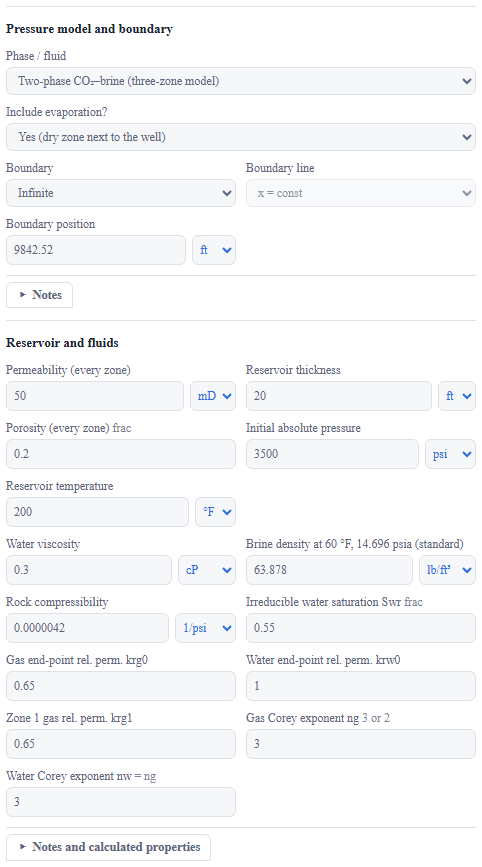 Pressure model and boundary
Phase / fluid
Two-phase CO₂–brine (three-zone model)
Include evaporation?
Yes (dry zone next to the well)
Boundary Boundary line
Infinite x = const
Boundary position
9842.52 ft
► Notes
Reservoir and fluids
Permeability (every zone) Reservoir thickness
50 mD 20 ft
Porosity (every zone) frac Initial absolute pressure
0.2 3500 psi
Reservoir temperature
200 °F
Water viscosity Brine density at 60 °F, 14.696 psia (standard)
0.3 cP 63.878 lb/ft³
Rock compressibility Irreducible water saturation Swr frac
0.0000042 1/psi 0.55
Gas end-point rel. perm. krg0 Water end-point rel. perm. krw0
0.65 1
Zone 1 gas rel. perm. krg1 Gas Corey exponent ng 3 or 2
0.65 3
Water Corey exponent nw = ng
3
► Notes and calculated properties